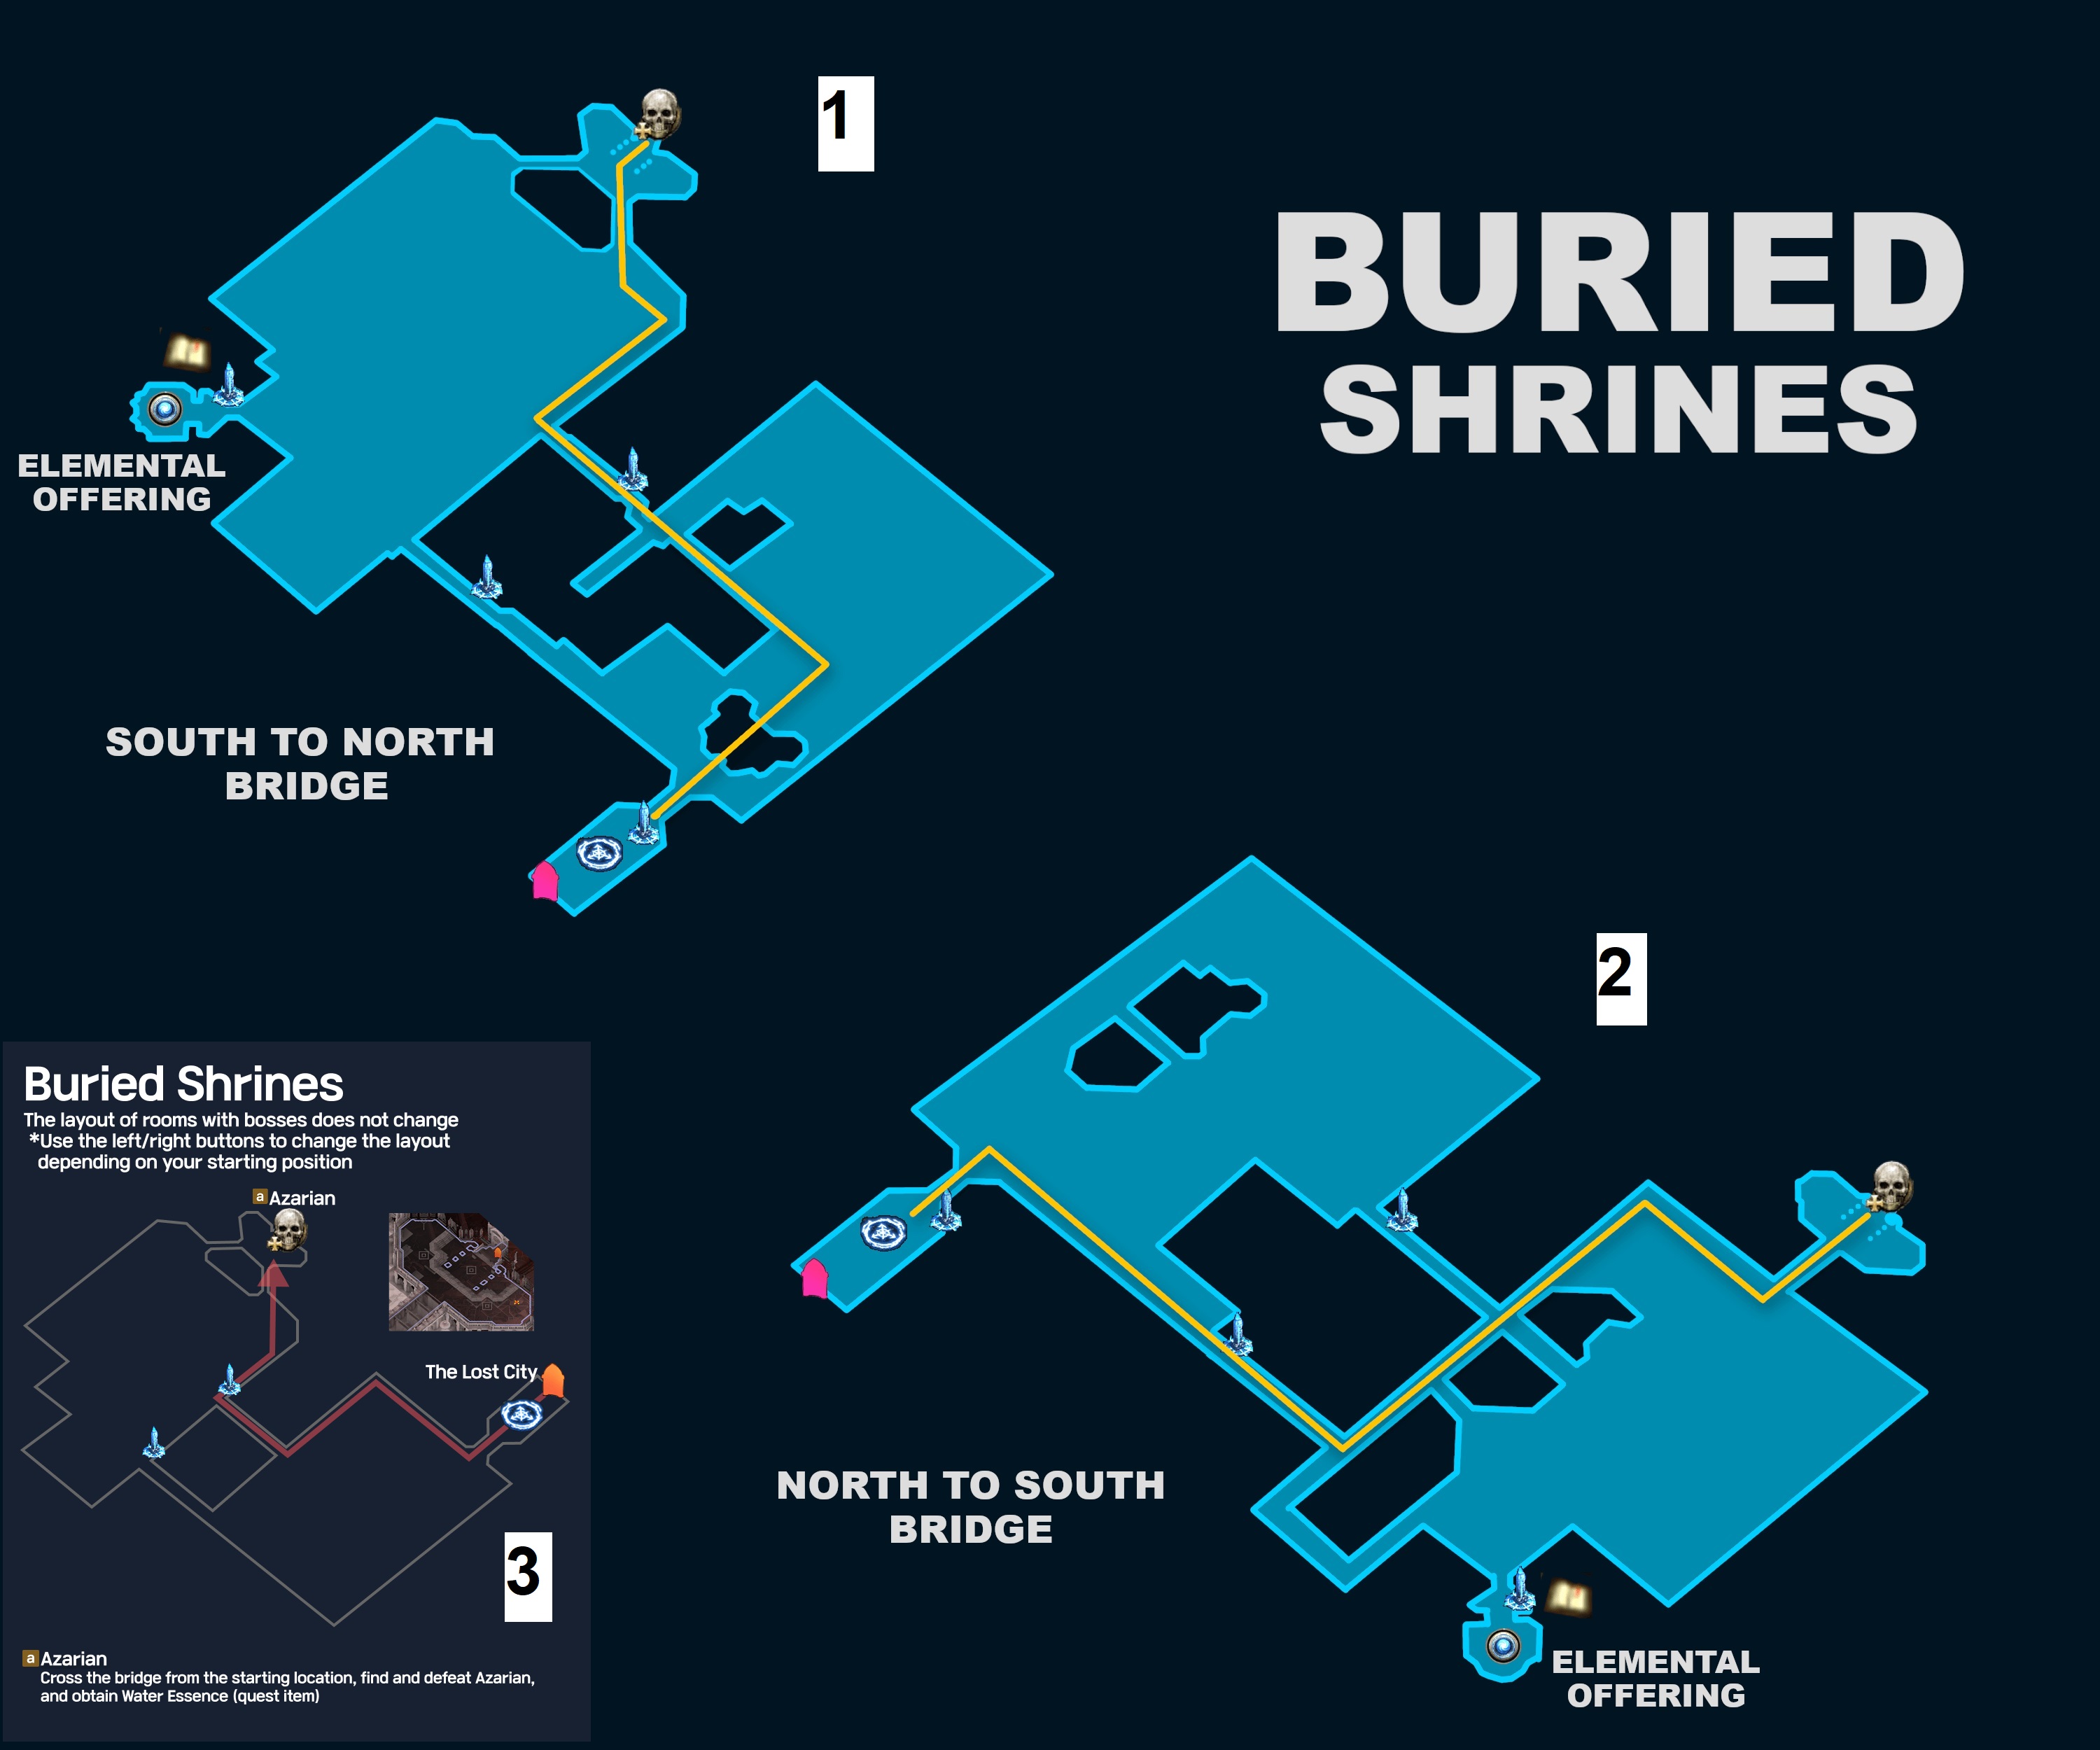 1
BURIED
SHRINES
ELEMENTAL
OFFERING
SOUTH TO NORTH
BRIDGE
2
Buried Shrines
The layout of rooms with bosses does not change
*Use the left/right buttons to change the layout
depending on your starting position
a Azarian
The Lost City
NORTH TO SOUTH
BRIDGE
3
a Azarian
Cross the bridge from the starting location, find and defeat Azarian,
and obtain Water Essence (quest item)
ELEMENTAL
OFFERING